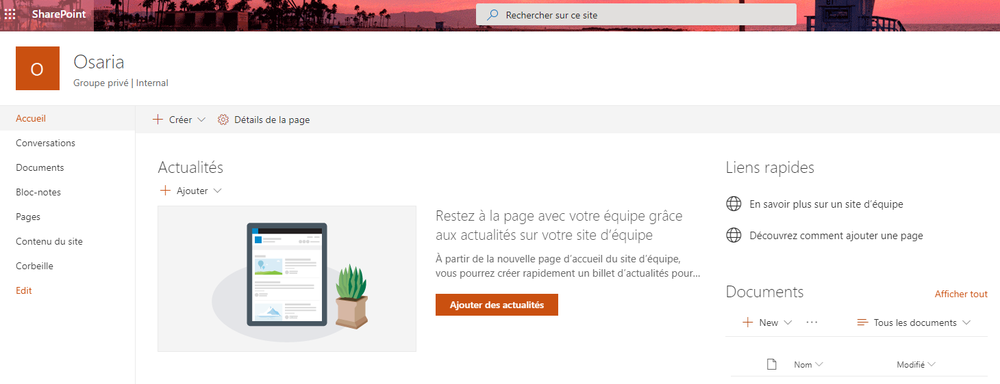 SharePoint
Rechercher sur ce site
O
Osaria
Groupe privé | Internal
Accueil
Conversations
Documents
Bloc-notes
Pages
Contenu du site
Corbeille
Edit
Créer
Détails de la page
Actualités
Ajouter
Restez à la page avec votre équipe grâce
aux actualités sur votre site d’équipe
À partir de la nouvelle page d’accueil du site d’équipe,
vous pourrez créer rapidement un billet d’actualités pour...
Ajouter des actualités
Liens rapides
En savoir plus sur un site d’équipe
Découvrez comment ajouter une page
Documents
Afficher tout
New
Tous les documents
Nom
Modifié